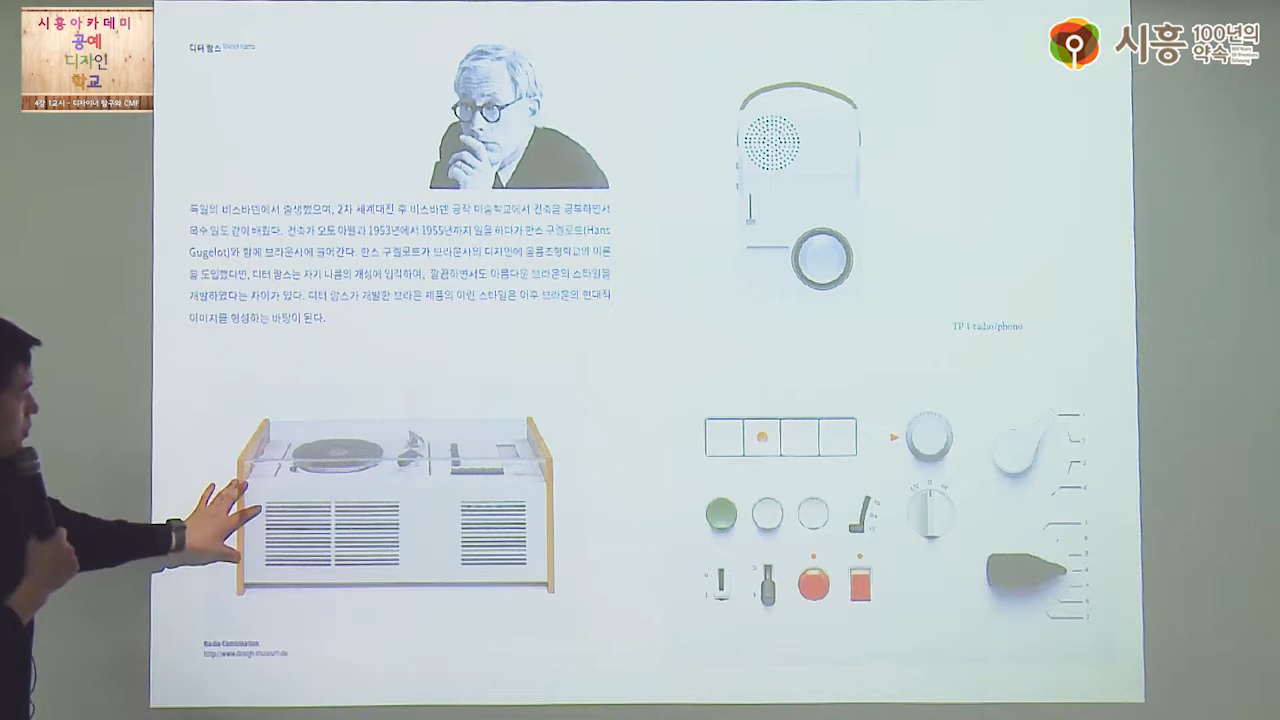 시흥아카데미
공예
디자인
학교
4강 1교시 - 디자이너 탐구와 CMF
시흥 100년의 약속
디터 람스 Dieter Rams
독일의 비스바덴에서 출생했으며, 2차 세계대전 후 비스바덴 공작 미술학교에서 건축을 공부하면서
목수 일도 같이 배웠다. 건축가 오토 아펠과 1953년에서 1955년까지 일을 하다가 한스 구겔로트(Hans
Gugelot)와 함께 브라운사에 들어간다. 한스 구겔로트가 브라운사의 디자인에 울름조형학교의 이론
을 도입했다면, 디터 람스는 자기 나름의 개성에 입각하여, 깔끔하면서도 아름다운 브라운의 스타일을
개발하였다는 차이가 있다. 디터 람스가 개발한 브라운 제품의 이런 스타일은 이후 브라운의 현대적
이미지를 형성하는 바탕이 된다.
TP 1 radio/phono
Radio-Combination